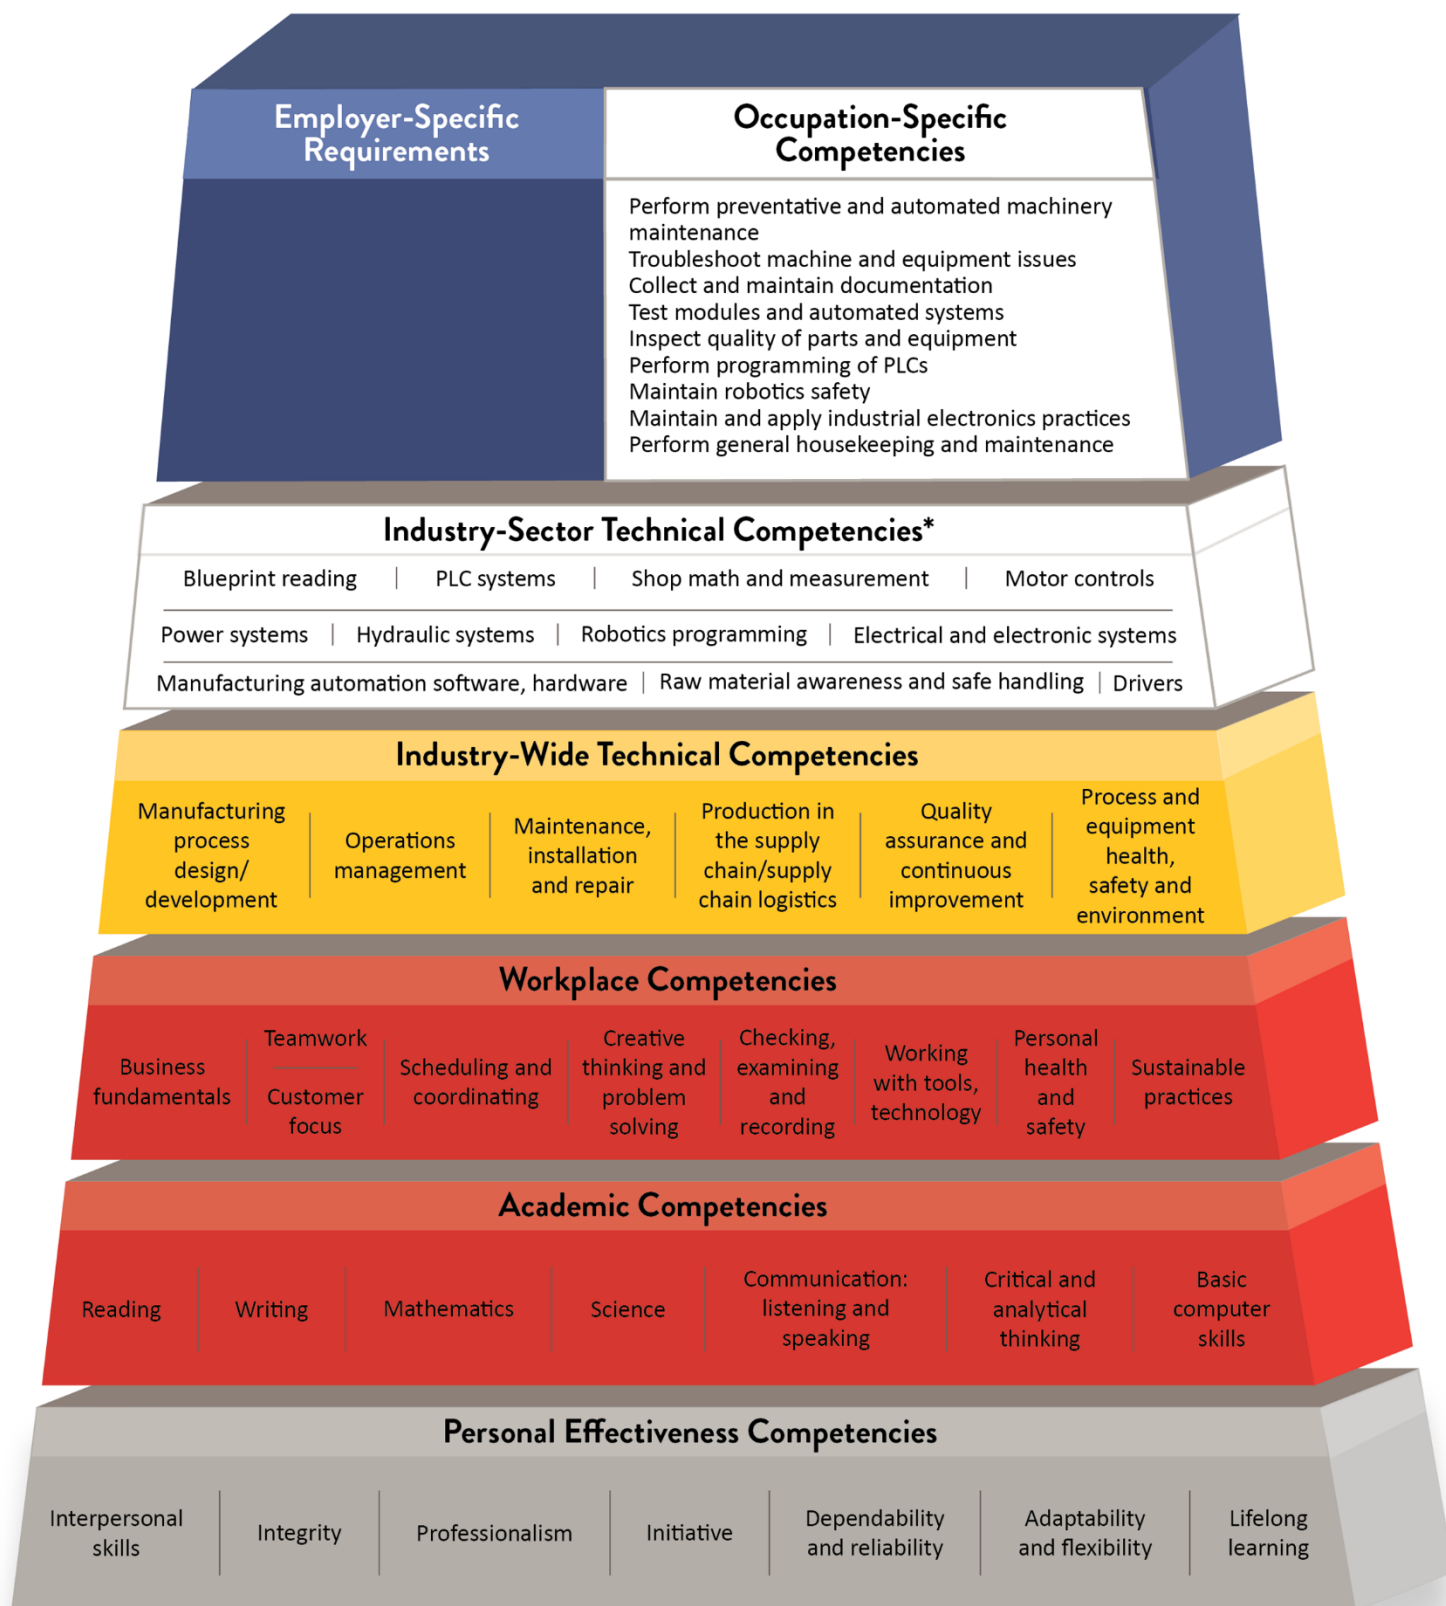 Employer-Specific
Requirements
Occupation-Specific
Competencies
Perform preventative and automated machinery
maintenance
Troubleshoot machine and equipment issues
Collect and maintain documentation
Test modules and automated systems
Inspect quality of parts and equipment
Perform programming of PLCs
Maintain robotics safety
Maintain and apply industrial electronics practices
Perform general housekeeping and maintenance
Industry-Sector Technical Competencies*
Blueprint reading | PLC systems | Shop math and measurement | Motor controls
Power systems | Hydraulic systems | Robotics programming | Electrical and electronic systems
Manufacturing automation software, hardware | Raw material awareness and safe handling | Drivers
Industry-Wide Technical Competencies
Manufacturing
process
design/
development
Operations
management
Maintenance,
installation
and repair
Production in
the supply
chain/supply
chain logistics
Quality
assurance and
continuous
improvement
Process and
equipment
health,
safety and
environment
Workplace Competencies
Business
fundamentals
Teamwork
Customer
focus
Scheduling and
coordinating
Creative
thinking and
problem
solving
Checking,
examining
and
recording
Working
with tools,
technology
Personal
health
and
safety
Sustainable
practices
Academic Competencies
Reading
Writing
Mathematics
Science
Communication:
listening and
speaking
Critical and
analytical
thinking
Basic
computer
skills
Personal Effectiveness Competencies
Interpersonal
skills
Integrity
Professionalism
Initiative
Dependability
and reliability
Adaptability
and flexibility
Lifelong
learning